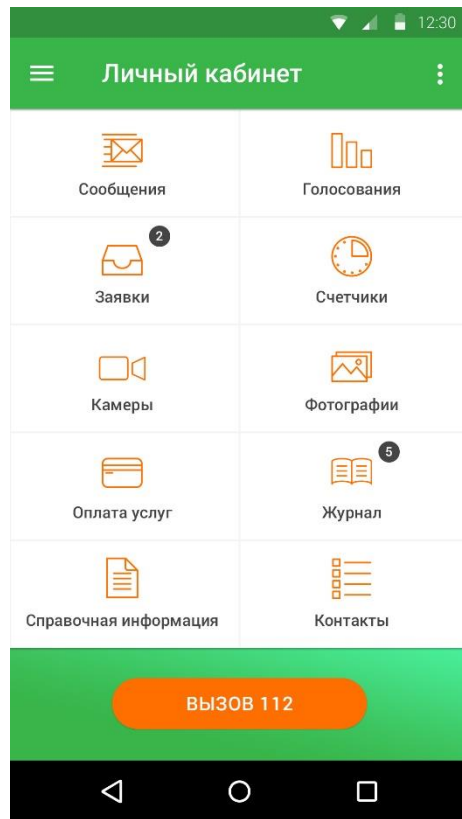 12:30
Личный кабинет
Сообщения
Голосования
2
Заявки
Счетчики
Камеры
Фотографии
5
Оплата услуг
Журнал
Справочная информация
Контакты
ВЫЗОВ 112